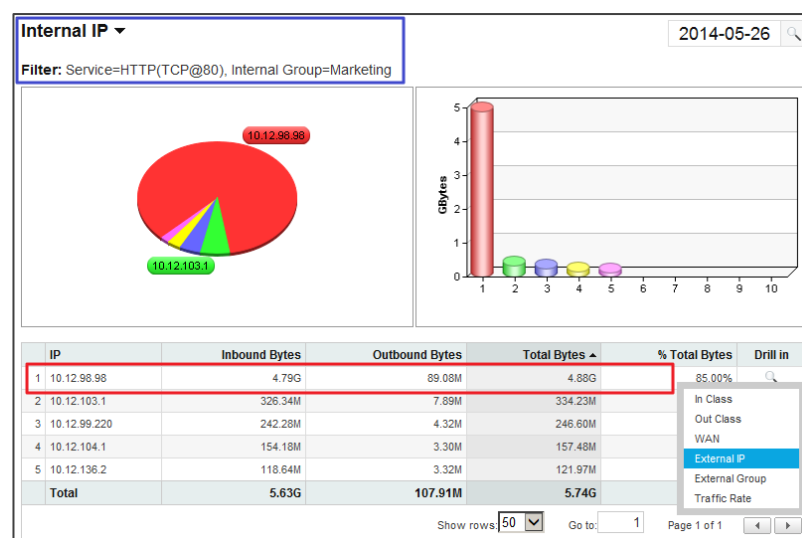 Internal IP
2014-05-26
Filter: Service=HTTP(TCP@80), Internal Group=Marketing
10.12.98.98
10.12.103.1
GBytes
5
4
3
2
1
0
1 2 3 4 5 6 7 8 9 10
IP Inbound Bytes Outbound Bytes Total Bytes % Total Bytes Drill in
1 10.12.98.98 4.79G 89.08M 4.88G 85.00%
2 10.12.103.1 326.34M 7.89M 334.23M
3 10.12.99.220 242.28M 4.32M 246.60M
4 10.12.104.1 154.18M 3.30M 157.48M
5 10.12.136.2 118.64M 3.32M 121.97M
Total 5.63G 107.91M 5.74G
In Class
Out Class
WAN
External IP
External Group
Traffic Rate
Show rows: 50 Go to: 1 Page 1 of 1